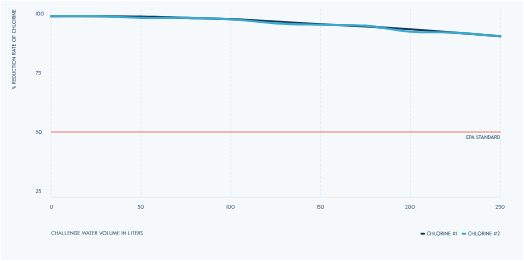 % REDUCTION RATE OF CHLORINE
100
75
50
25
EPA STANDARD
0 50 100 150 200 250
CHALLENGE WATER VOLUME IN LITERS
CHLORINE #1 CHLORINE #2